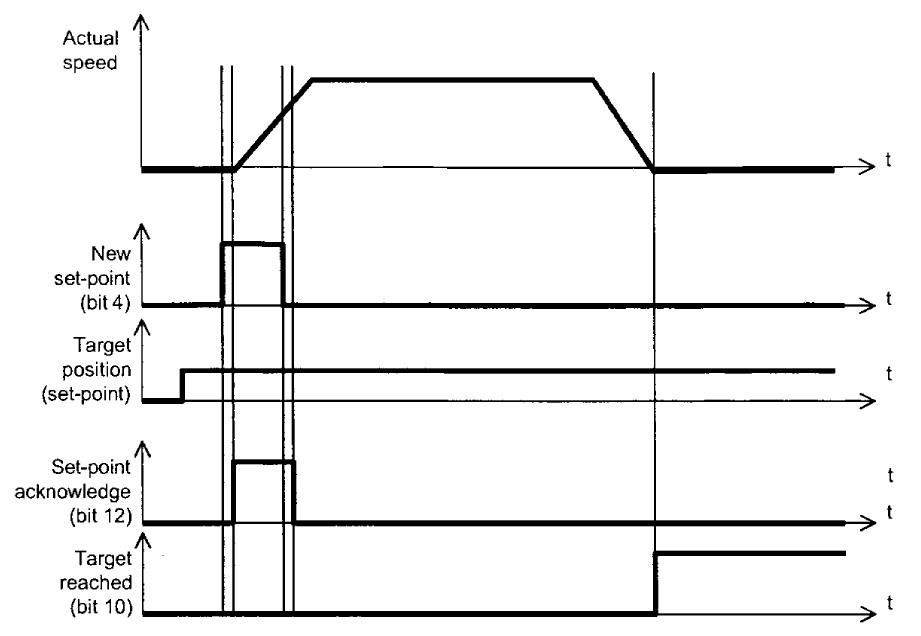 Actual
speed
t
New
set-point
(bit 4)
t
Target
position
(set-point)
t
Set-point
acknowledge
(bit 12)
t
t
Target
reached
(bit 10)
t